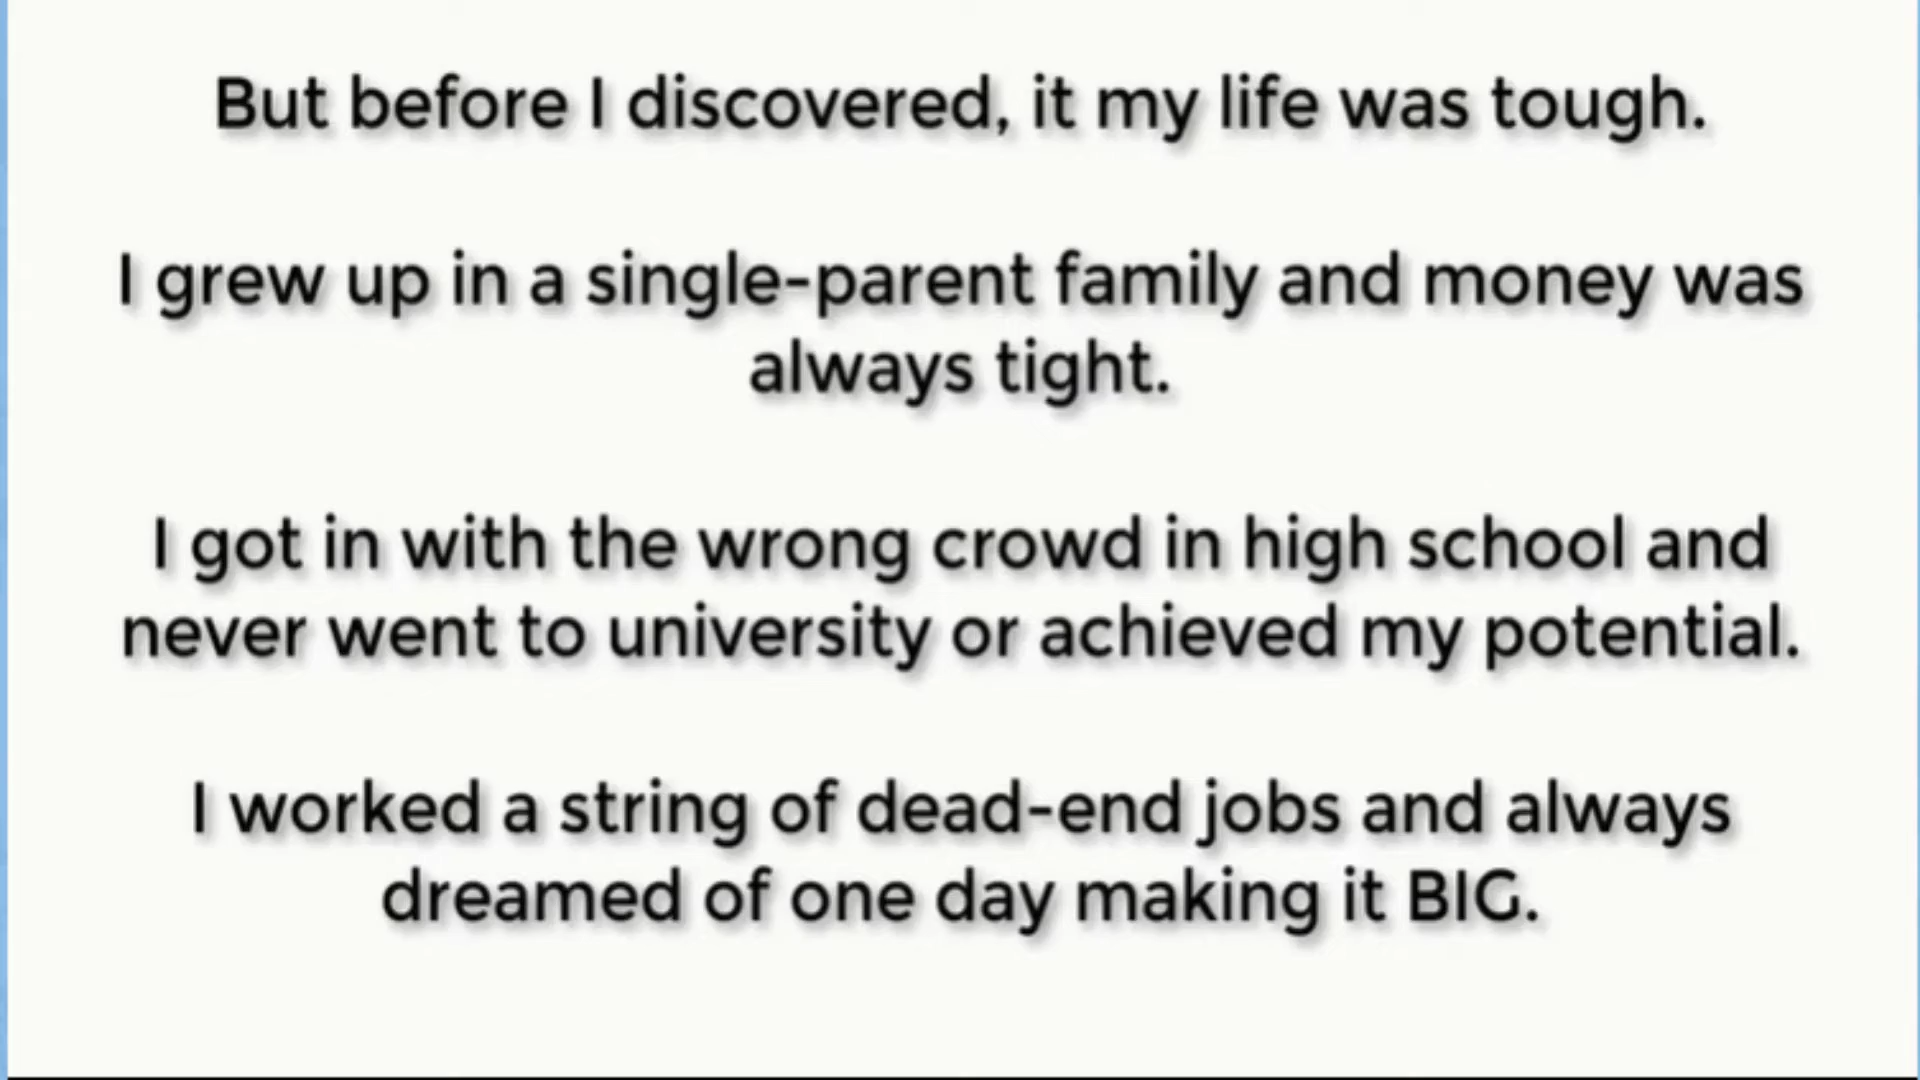 But before I discovered, it my life was tough.
I grew up in a single-parent family and money was
always tight.
I got in with the wrong crowd in high school and
never went to university or achieved my potential.
I worked a string of dead-end jobs and always
dreamed of one day making it BIG.